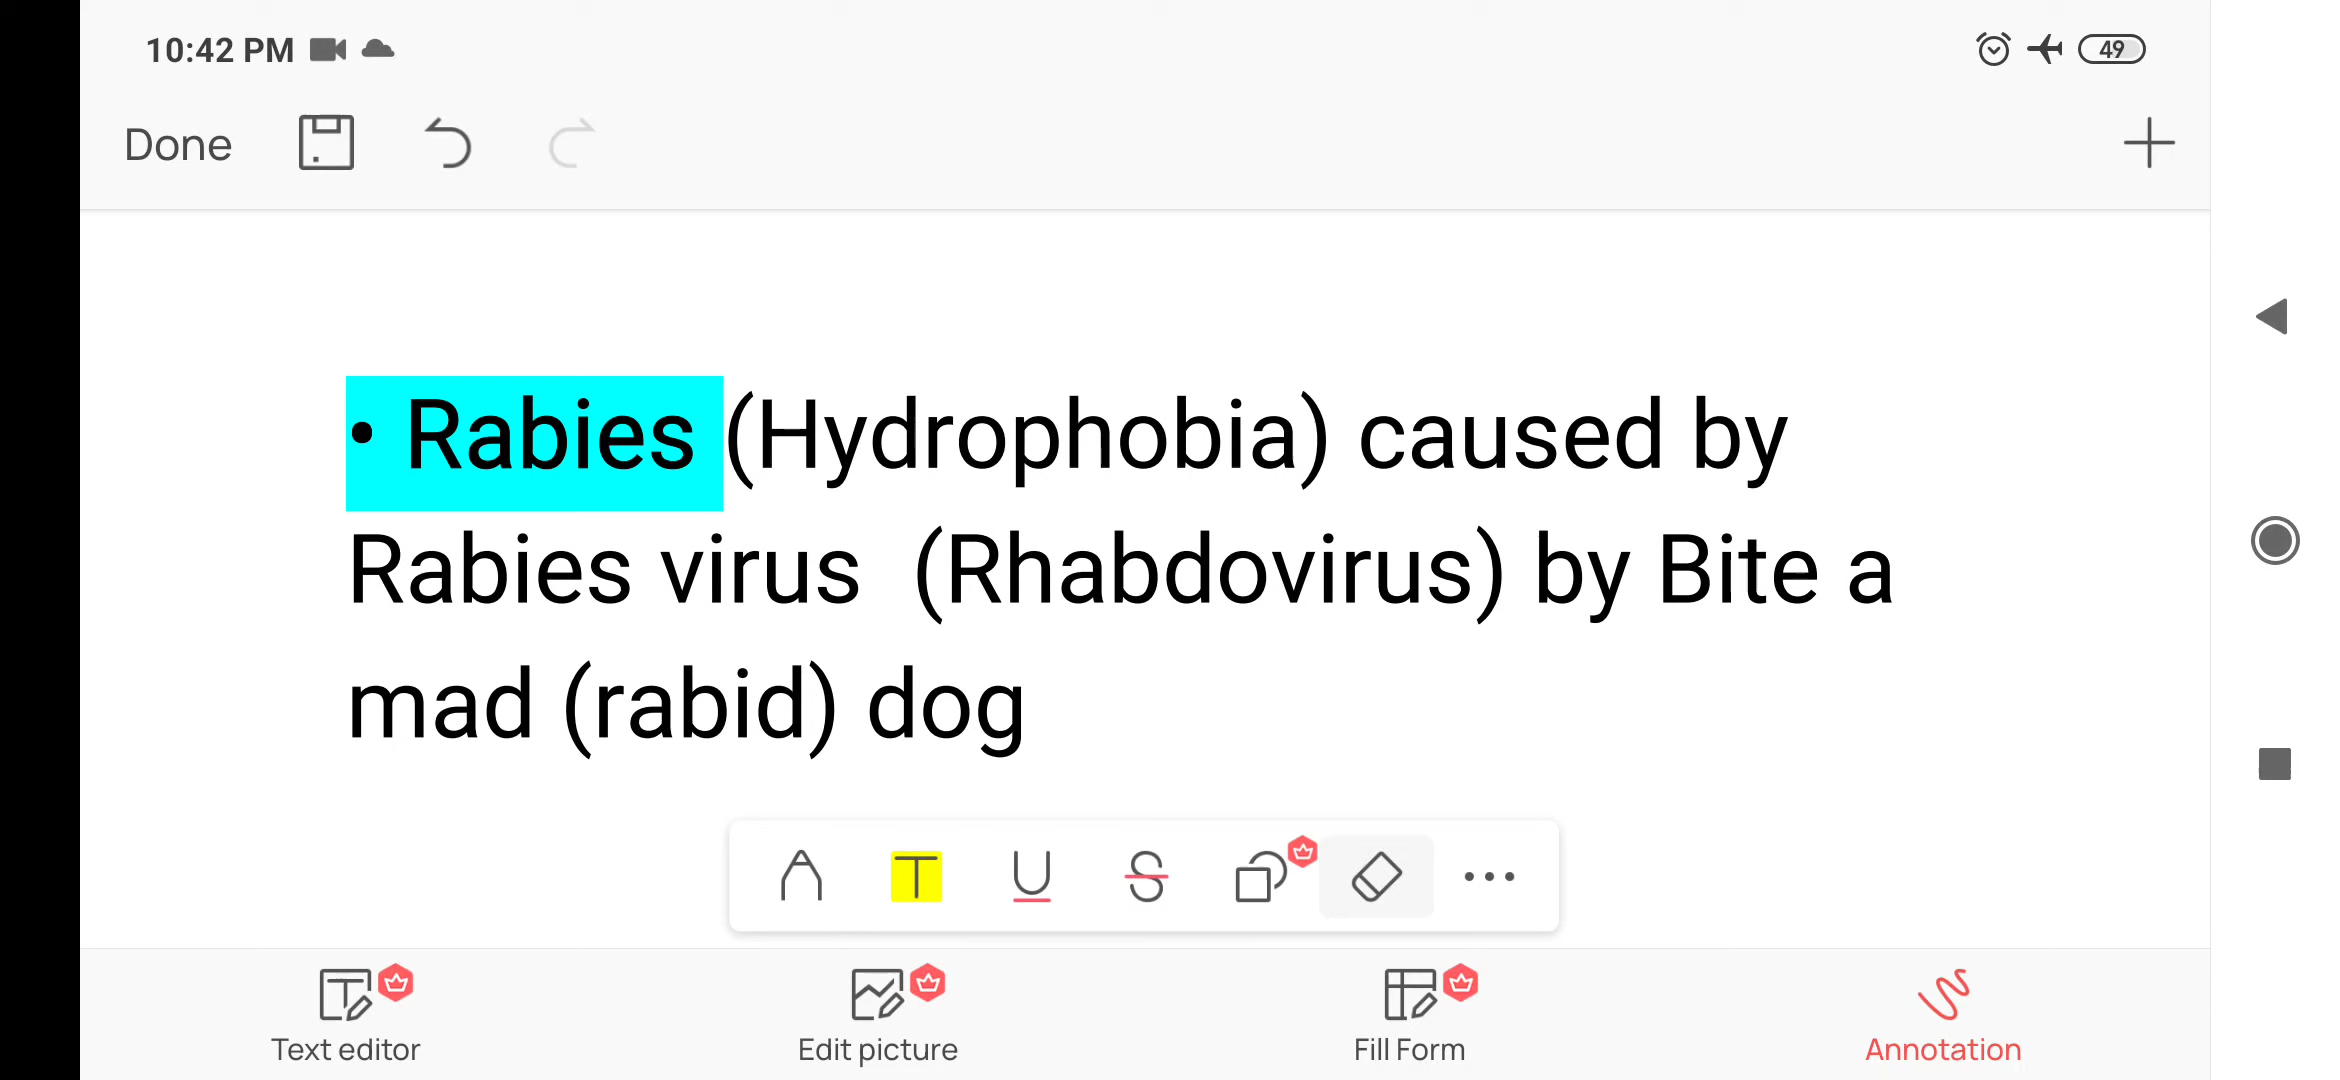 10:42 PM 49
Done
• Rabies (Hydrophobia) caused by
Rabies virus  (Rhabdovirus) by Bite a
mad (rabid) dog
T U S
Text editor Edit picture Fill Form Annotation